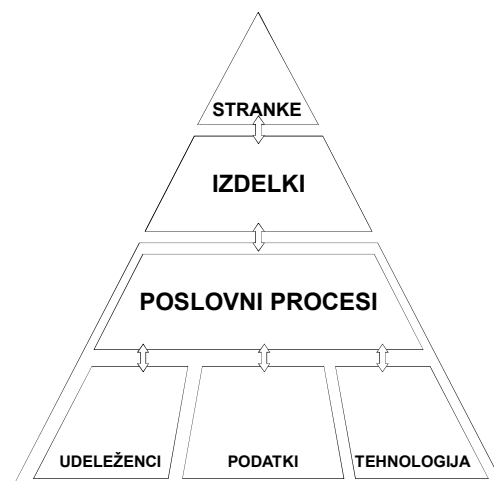 STRANKE
IZDELKI
POSLOVNI PROCESI
UDELEŽENCI PODATKI TEHNOLOGIJA